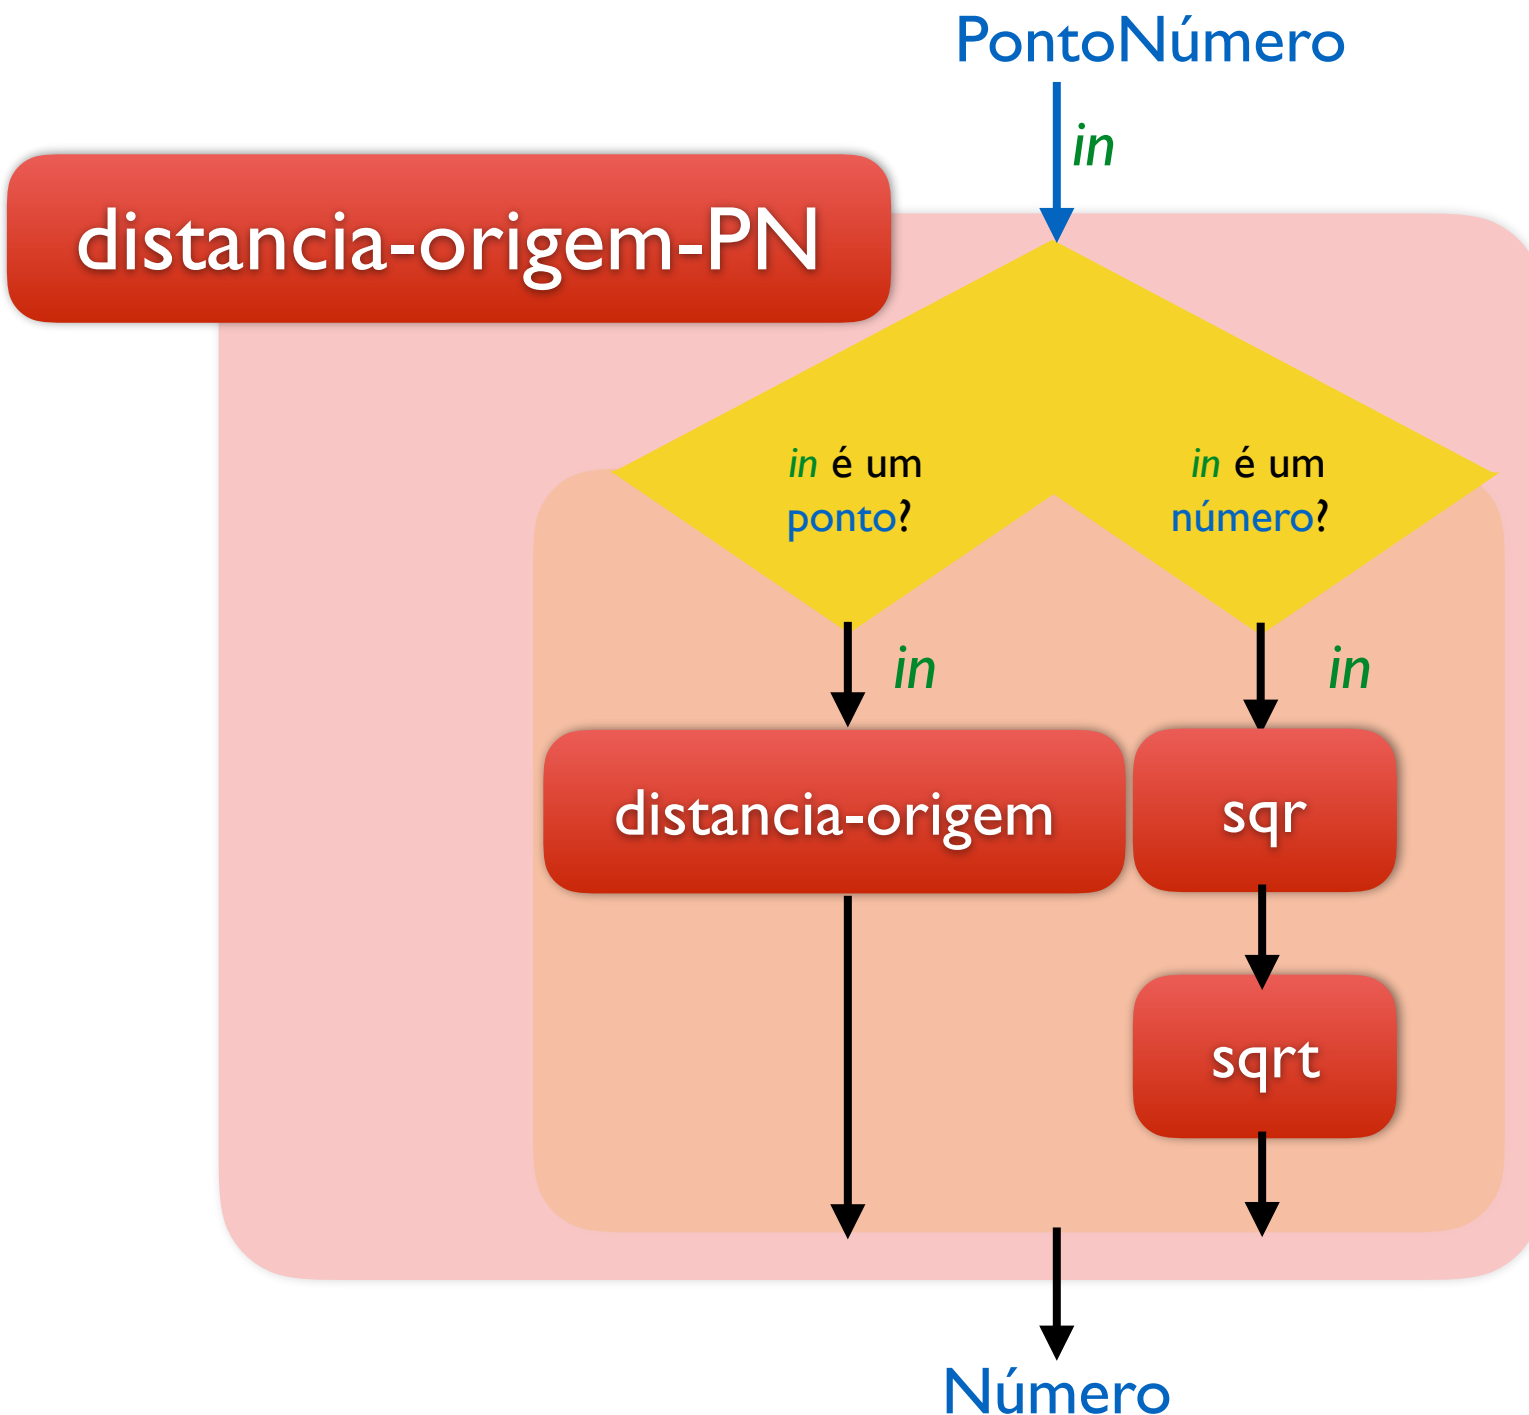 PontoNúmero
in
distancia-origem-PN
in é um
ponto?
in é um
número?
in
in
distancia-origem
sqr
sqrt
Número